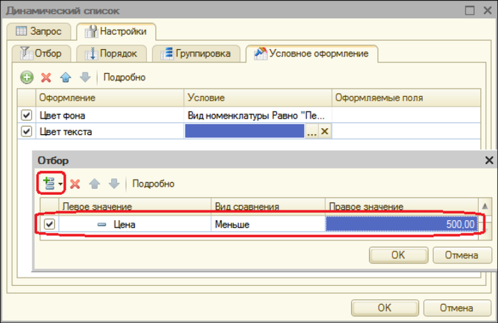 Динамический список
Запрос Настройки
Отбор Порядок Группировка Условное оформление
Подробно
Оформление Условие Оформляемые поля
Цвет фона Вид номенклатуры Равно "Пе...
Цвет текста ... ×
Отбор
Подробно
Левое значение Вид сравнения Правое значение
Цена Меньше 500,00
OK Отмена
OK Отмена